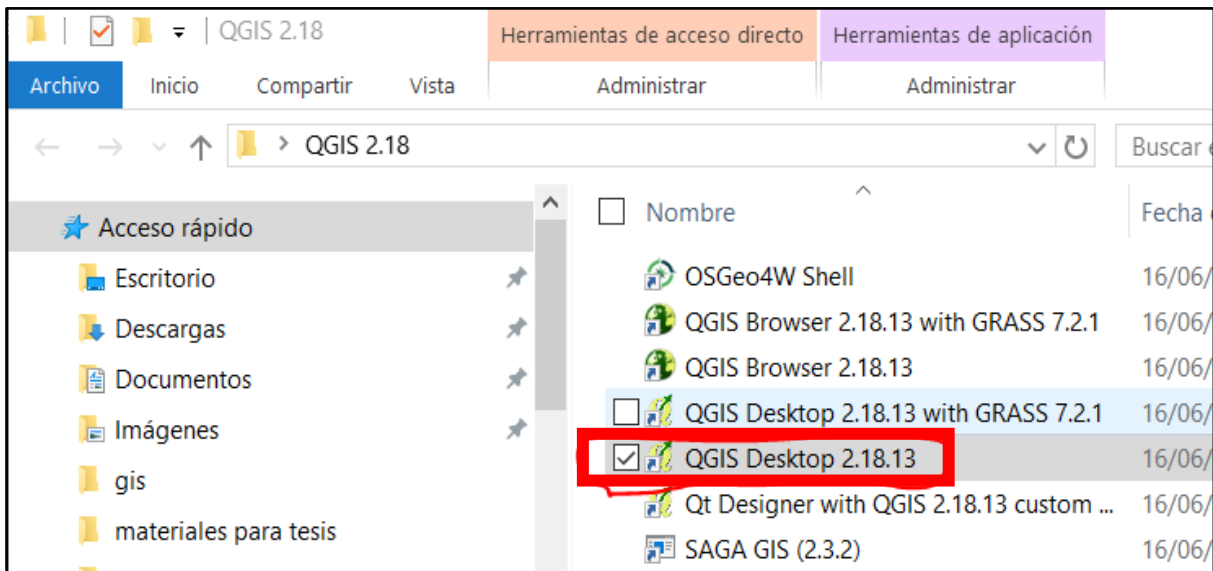 QGIS 2.18
Herramientas de acceso directo
Herramientas de aplicación
Archivo
Inicio
Compartir
Vista
Administrar
Administrar
QGIS 2.18
Buscar
Acceso rápido
Escritorio
Descargas
Documentos
Imágenes
gis
materiales para tesis
Nombre
Fecha
OSGeo4W Shell
16/06/
QGIS Browser 2.18.13 with GRASS 7.2.1
16/06/
QGIS Browser 2.18.13
16/06/
QGIS Desktop 2.18.13 with GRASS 7.2.1
16/06/
QGIS Desktop 2.18.13
16/06/
Qt Designer with QGIS 2.18.13 custom ...
16/06/
SAGA GIS (2.3.2)
16/06/